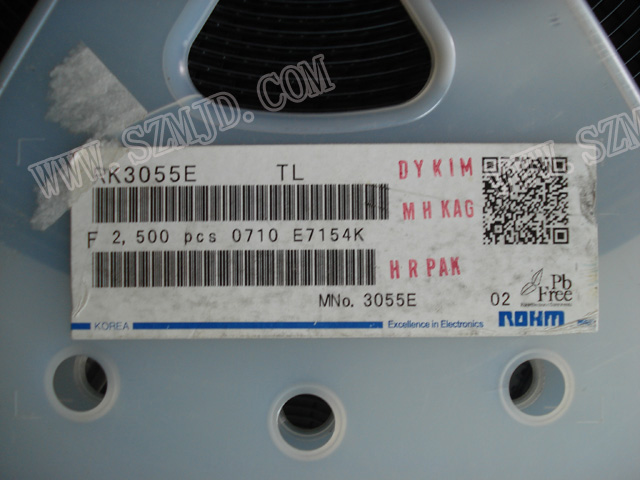 WWW.SZMJD.COM
K3055E TL
DYKIM
MHKAG
F 2,500 pcs 0710 E7154K
HRPAK
MNo. 3055E 02
Pb
Free
KOREA Excellence in Electronics ROHM